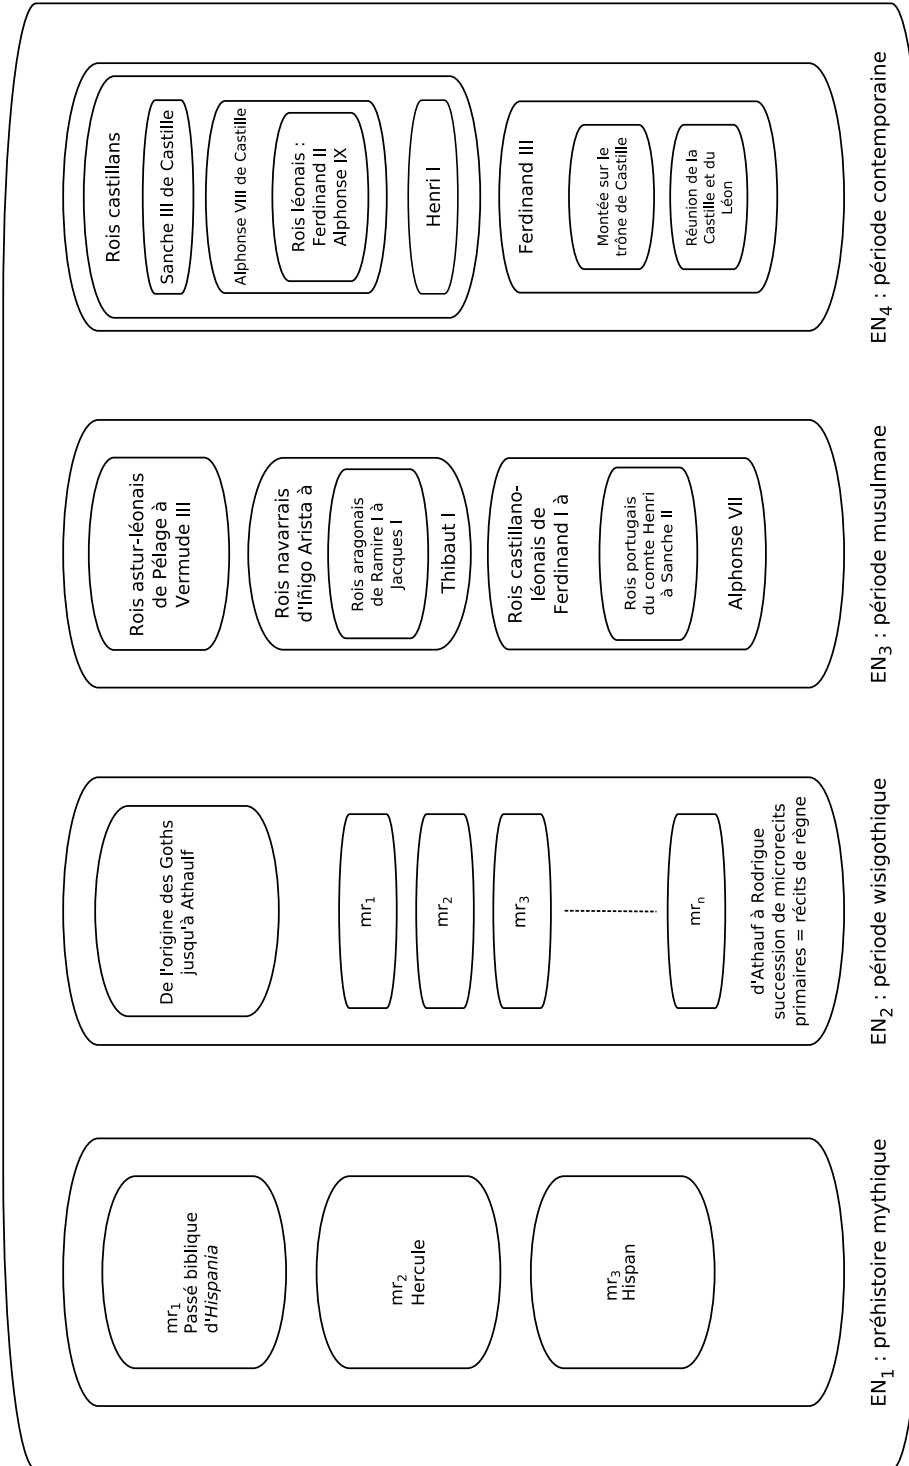 mr1
Passé biblique
d'Hispania
mr2
Hercule
mr3
Hispan
EN1 : préhistoire mythique
De l'origine des Goths
jusqu'à Athaulf
mr1
mr2
mr3
mrn
d'Athauf à Rodrigue
succession de microrecits
primaires = récits de règne
EN2 : période wisigothique
Rois astur-léonais
de Pélage à
Vermude III
Rois navarrais
d'Iñigo Arista à
Rois aragonais
de Ramire I à
Jacques I
Thibaut I
Rois castillano-
léonais de
Ferdinand I à
Rois portugais
du comte Henri
à Sanche II
Alphonse VII
EN3 : période musulmane
Rois castillans
Sanche III de Castille
Alphonse VIII de Castille
Rois léonais :
Ferdinand II
Alphonse IX
Henri I
Ferdinand III
Montée sur le
trône de Castille
Réunion de la
Castille et du
Léon
EN4 : période contemporaine